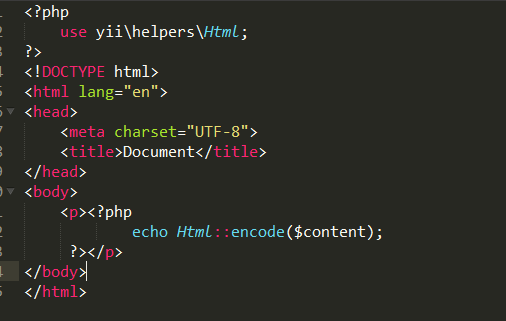 <?php
    use yii\helpers\Html;
?>
<!DOCTYPE html>
<html lang="en">
<head>
    <meta charset="UTF-8">
    <title>Document</title>
</head>
<body>
    <p><?php
            echo Html::encode($content);
     ?></p>
</body>
</html>